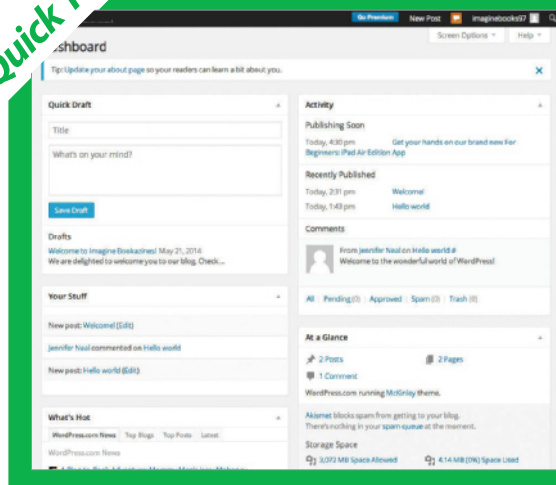 Quick
Go Premium
New Post
imaginebooks97
shboard
Screen Options
Help
Tip: Update your about page so your readers can learn a bit about you.
Quick Draft
Title
What's on your mind?
Save Draft
Drafts
Welcome to Imagine Bookazines! May 21, 2014
We are delighted to welcome you to our blog. Check...
Your Stuff
New post: Welcome! (Edit)
Jennifer Neal commented on Hello world
New post: Hello world (Edit)
What's Hot
WordPress.com News Top Blogs Top Posts Latest
WordPress.com News
Activity
Publishing Soon
Today, 4:30 pm Get your hands on our brand new For
Beginners: iPad Air Edition App
Recently Published
Today, 2:31 pm Welcome!
Today, 1:43 pm Hello world
Comments
From Jennifer Neal on Hello world #
Welcome to the wonderful world of WordPress!
All | Pending (0) | Approved | Spam (0) | Trash (0)
At a Glance
2 Posts
2 Pages
1 Comment
WordPress.com running McKinley theme.
Akismet blocks spam from getting to your blog.
There's nothing in your spam queue at the moment.
Storage Space
3,072 MB Space Allowed
4.14 MB (0%) Space Used